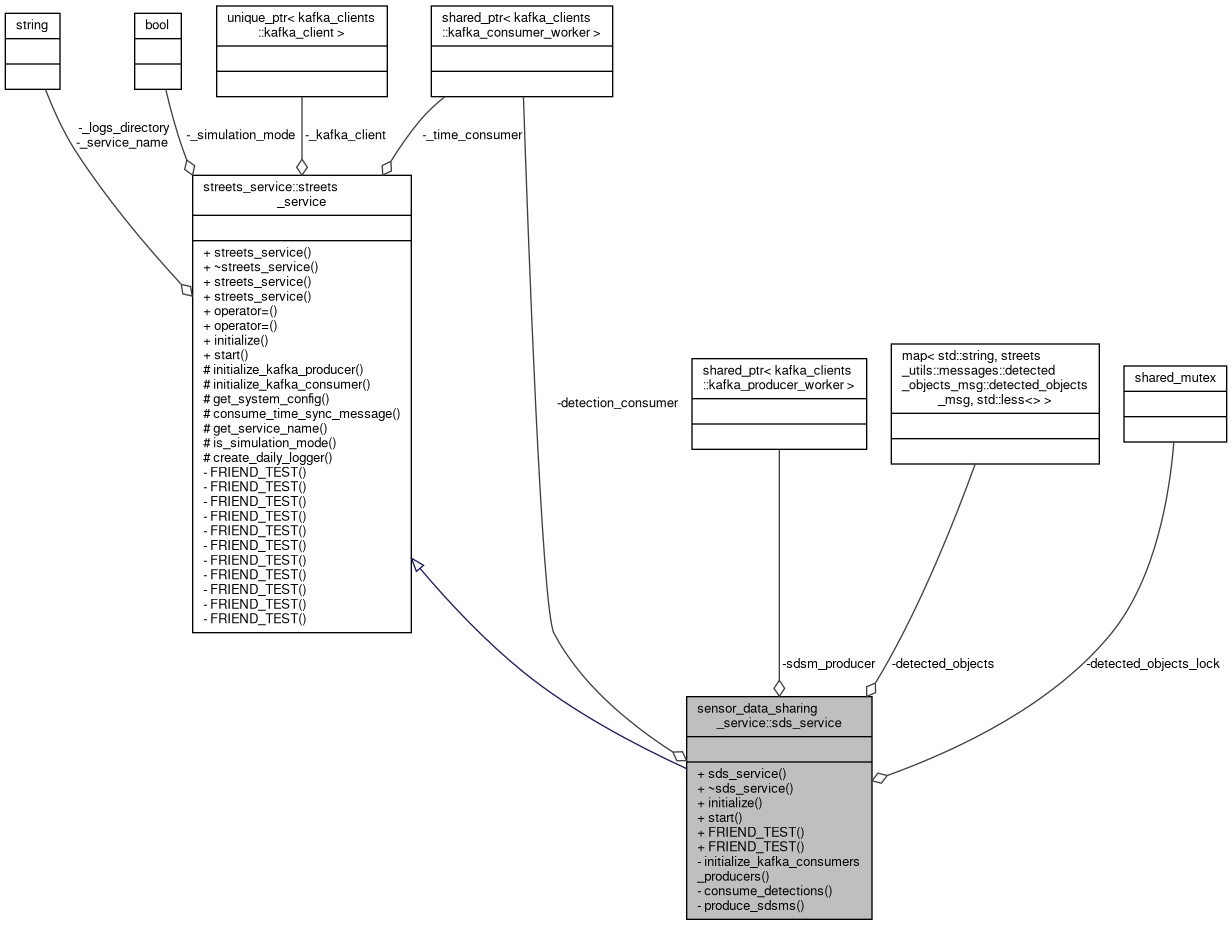 string
bool
unique_ptr< kafka_clients
::kafka_client >
shared_ptr< kafka_clients
::kafka_consumer_worker >
-_logs_directory
-_service_name
-_simulation_mode
-_kafka_client
-_time_consumer
streets_service::streets
_service
+ streets_service()
+ ~streets_service()
+ streets_service()
+ streets_service()
+ operator=()
+ operator=()
+ initialize()
+ start()
# initialize_kafka_producer()
# initialize_kafka_consumer()
# get_system_config()
# consume_time_sync_message()
# get_service_name()
# is_simulation_mode()
# create_daily_logger()
- FRIEND_TEST()
- FRIEND_TEST()
- FRIEND_TEST()
- FRIEND_TEST()
- FRIEND_TEST()
- FRIEND_TEST()
- FRIEND_TEST()
- FRIEND_TEST()
- FRIEND_TEST()
- FRIEND_TEST()
- FRIEND_TEST()
-detection_consumer
shared_ptr< kafka_clients
::kafka_producer_worker >
map< std::string, streets
_utils::messages::detected
_objects_msg::detected_objects
_msg, std::less<> >
shared_mutex
-sdsm_producer
-detected_objects
-detected_objects_lock
sensor_data_sharing
_service::sds_service
+ sds_service()
+ ~sds_service()
+ initialize()
+ start()
+ FRIEND_TEST()
+ FRIEND_TEST()
- initialize_kafka_consumers
_producers()
- consume_detections()
- produce_sdsms()